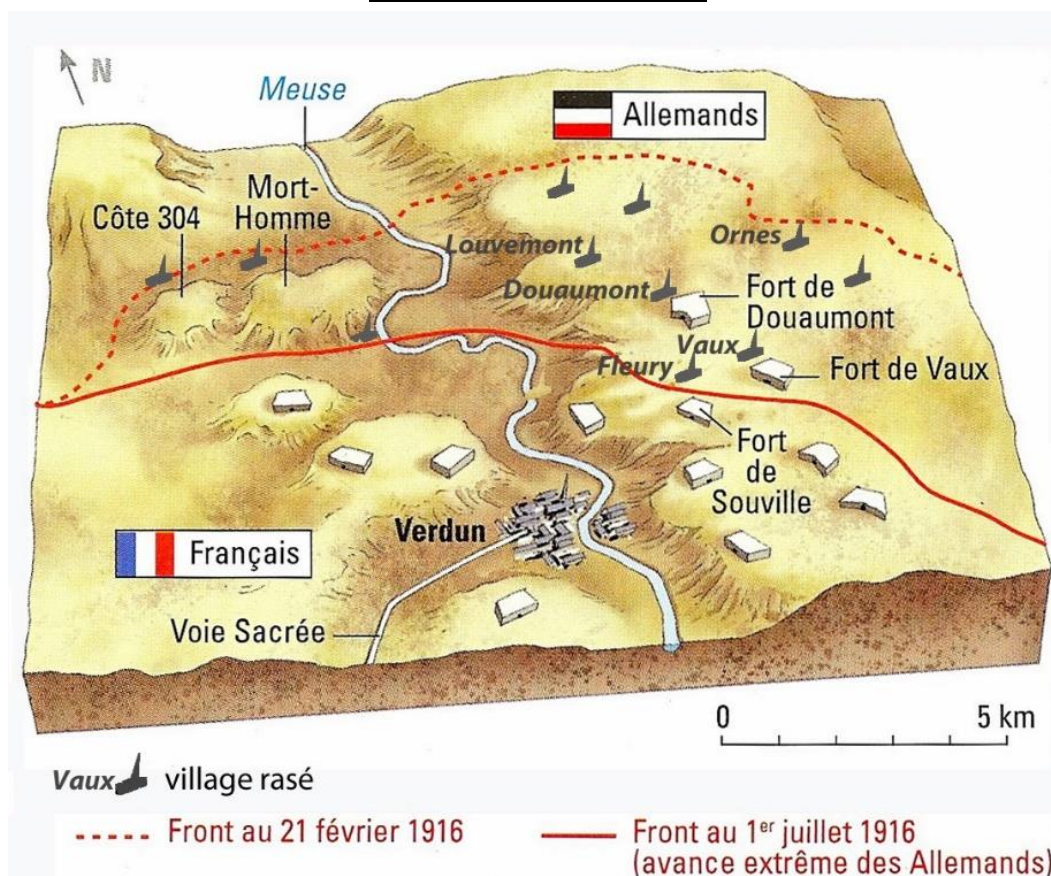 N
Meuse
Allemands
Mort-
Homme
Côte 304
Louvemont
Ornes
Douaumont
Fort de
Douaumont
Vaux
Fleury
Fort de Vaux
Fort
de
Souville
Verdun
Français
Voie Sacrée
0 5 km
Vaux village rasé
Front au 21 février 1916
Front au 1er juillet 1916
(avance extrême des Allemands)